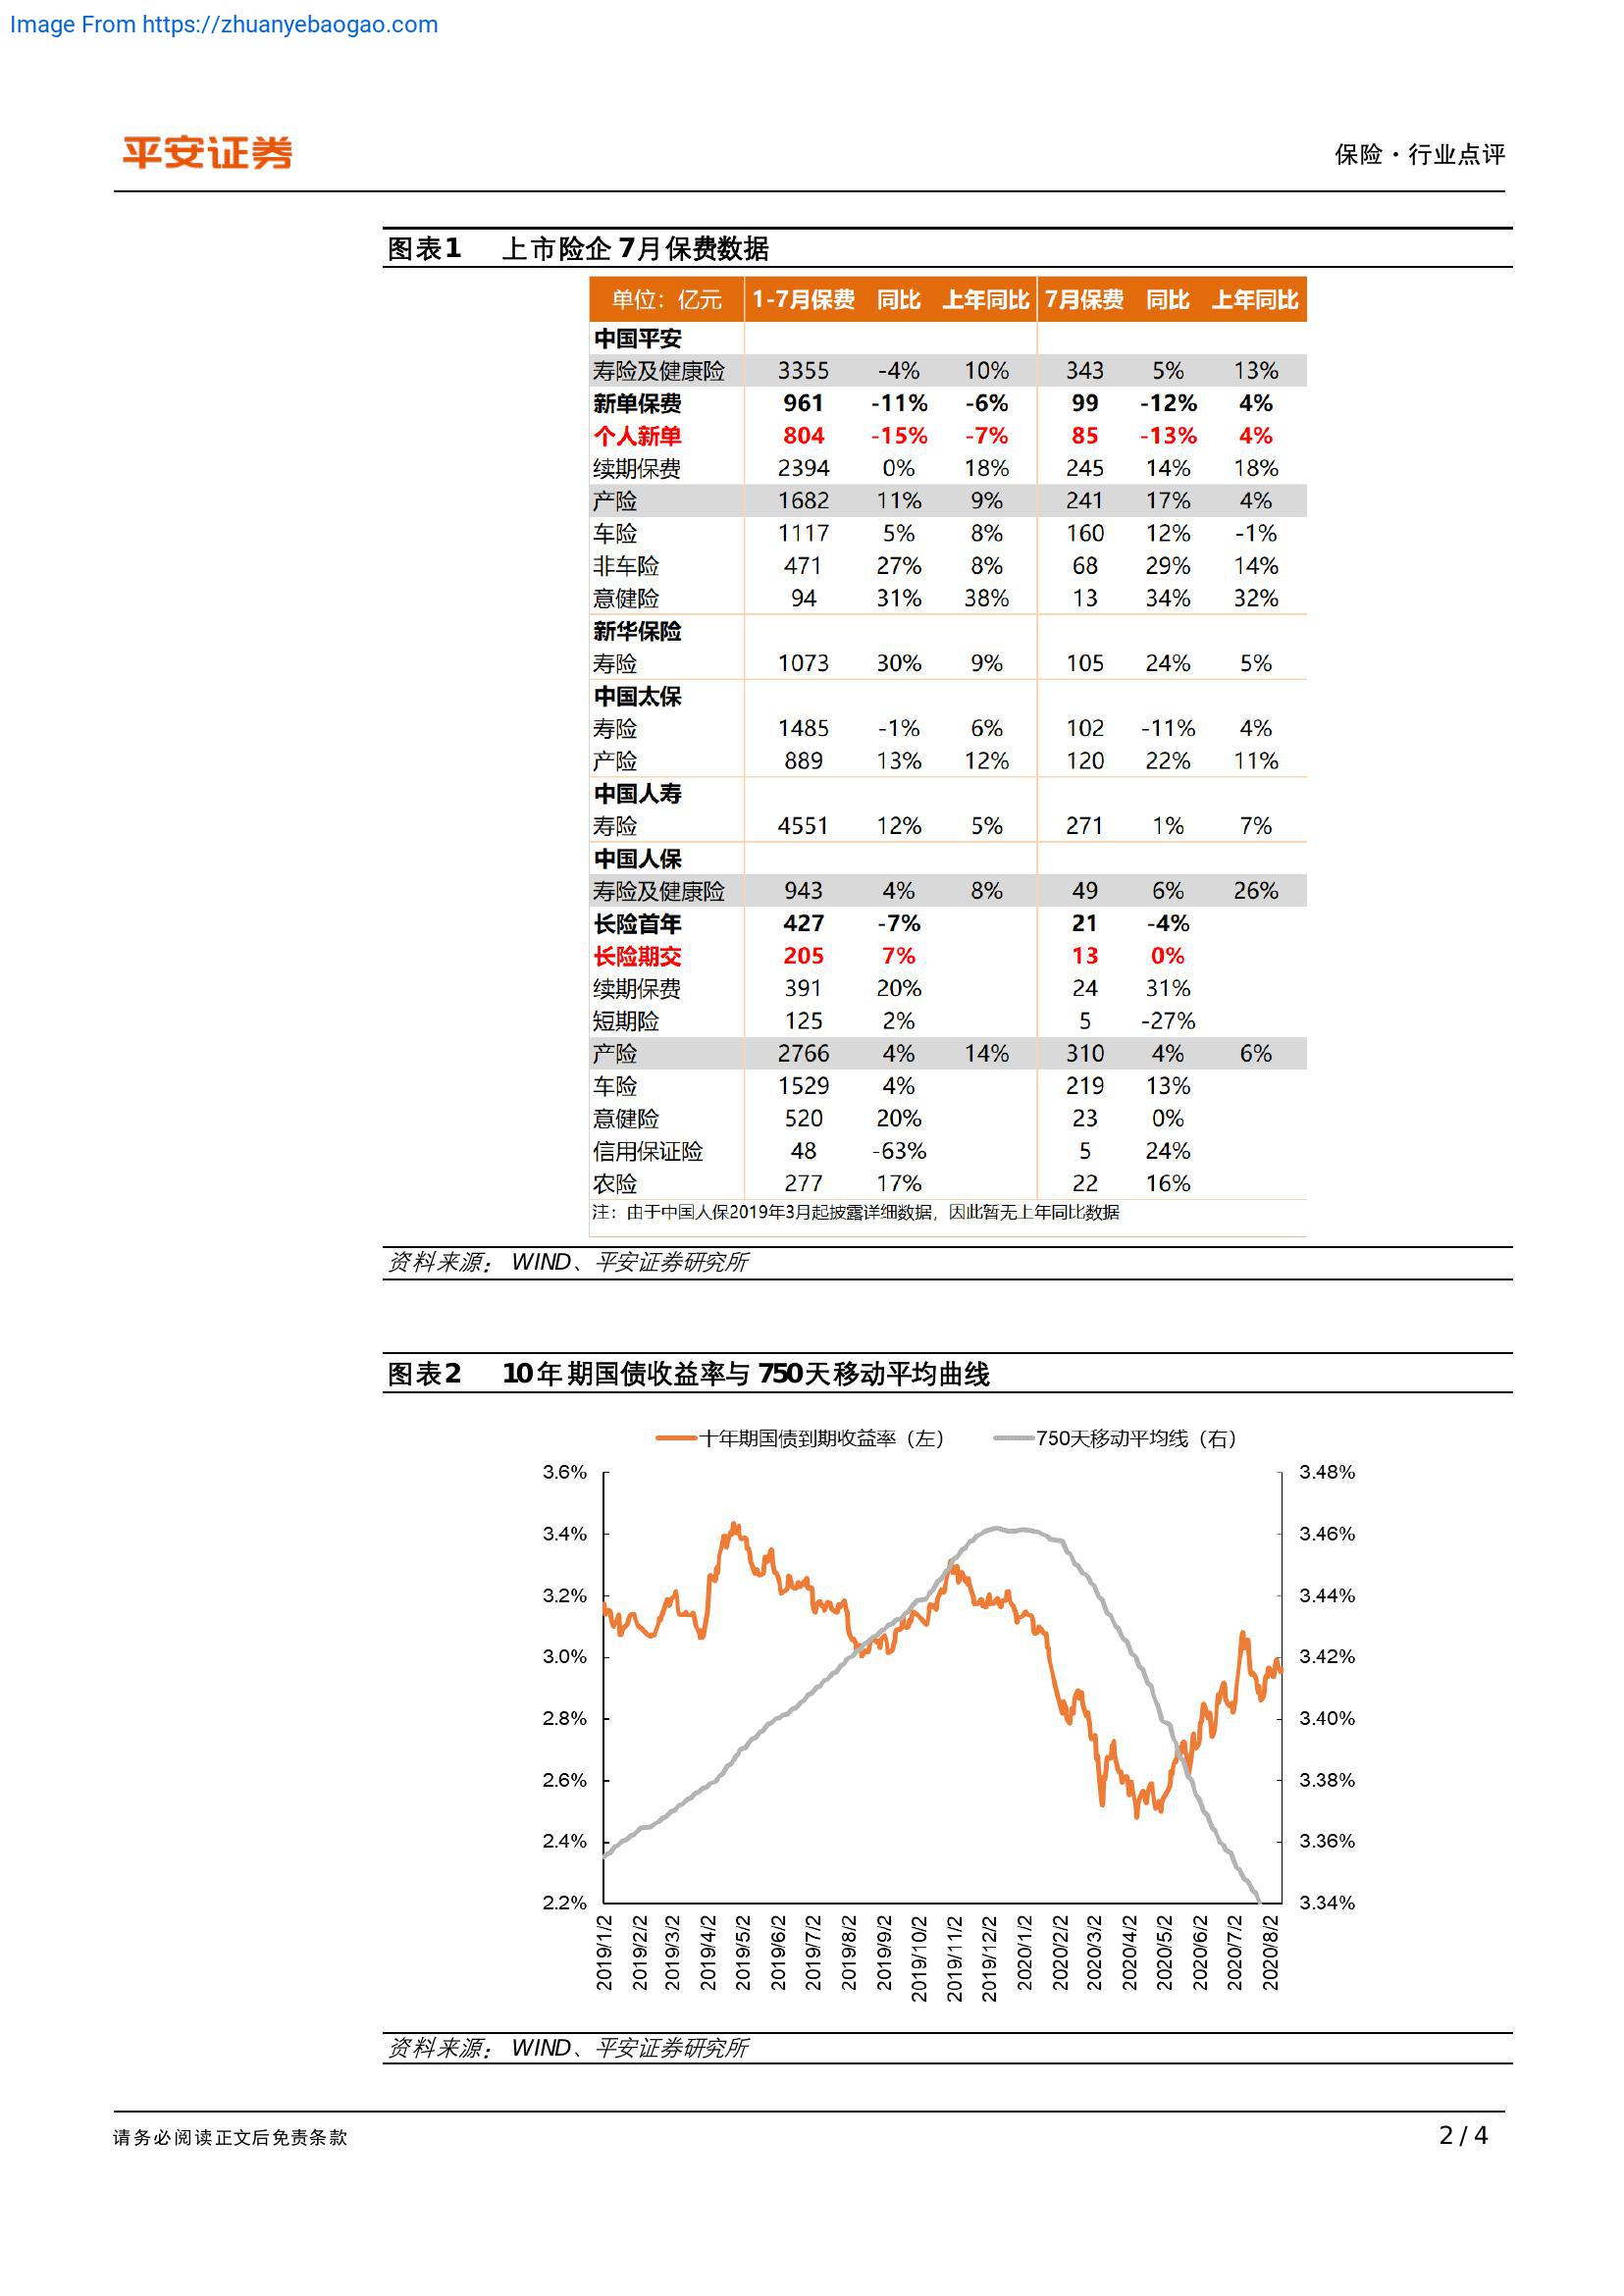 Image From https://zhuanyebaogao.com
平安证券
保险·行业点评
图表1 上市险企 7月保费数据
单位：亿元 1-7月保费 同比 上年同比 7月保费 同比 上年同比
中国平安
寿险及健康险 3355 -4% 10% 343 5% 13%
新单保费 961 -11% -6% 99 -12% 4%
个人新单 804 -15% -7% 85 -13% 4%
续期保费 2394 0% 18% 245 14% 18%
产险 1682 11% 9% 241 17% 4%
车险 1117 5% 8% 160 12% -1%
非车险 471 27% 8% 68 29% 14%
意健险 94 31% 38% 13 34% 32%
新华保险
寿险 1073 30% 9% 105 24% 5%
中国太保
寿险 1485 -1% 6% 102 -11% 4%
产险 889 13% 12% 120 22% 11%
中国人寿
寿险 4551 12% 5% 271 1% 7%
中国人保
寿险及健康险 943 4% 8% 49 6% 26%
长险首年 427 -7% 21 -4%
长险期交 205 7% 13 0%
续期保费 391 20% 24 31%
短期险 125 2% 5 -27%
产险 2766 4% 14% 310 4% 6%
车险 1529 4% 219 13%
意健险 520 20% 23 0%
信用保证险 48 -63% 5 24%
农险 277 17% 22 16%
注：由于中国人保2019年3月起披露详细数据，因此暂无上年同比数据
资料来源： WIND、平安证券研究所
图表2 10年期国债收益率与 750天移动平均曲线
十年期国债到期收益率（左） 750天移动平均线（右）
3.6% 3.48%
3.4% 3.46%
3.2% 3.44%
3.0% 3.42%
2.8% 3.40%
2.6% 3.38%
2.4% 3.36%
2.2% 3.34%
2019/1/2 2019/2/2 2019/3/2 2019/4/2 2019/5/2 2019/6/2 2019/7/2 2019/8/2 2019/9/2 2019/10/2 2019/11/2 2019/12/2 2020/1/2 2020/2/2 2020/3/2 2020/4/2 2020/5/2 2020/6/2 2020/7/2 2020/8/2
资料来源： WIND、平安证券研究所
请务必阅读正文后免责条款
2 / 4